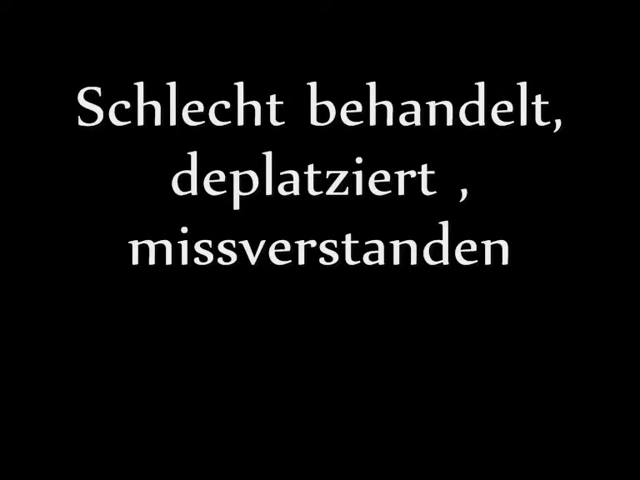 Schlecht behandelt,
deplatziert ,
missverstanden